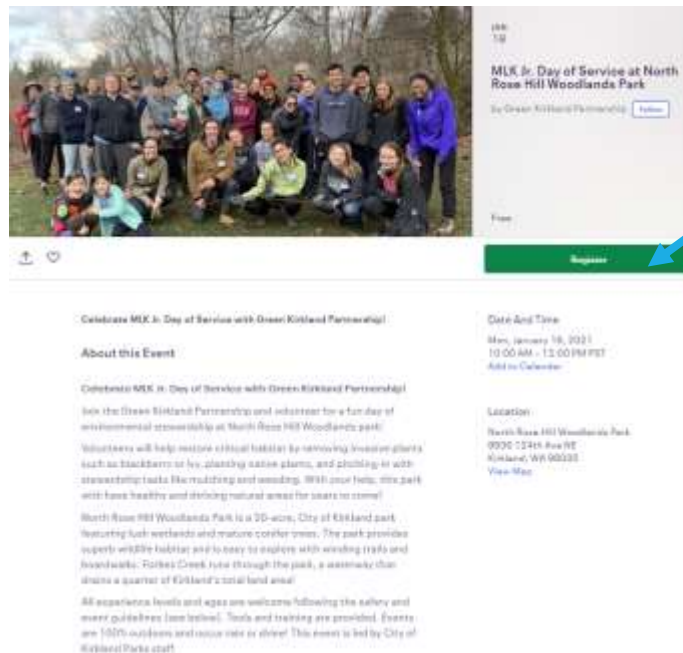 JAN
18
MLK Jr. Day of Service at North
Rose Hill Woodlands Park
by Green Kirkland Partnership Follow
Free
Register
Celebrate MLK Jr. Day of Service with Green Kirkland Partnership!
About this Event
Celebrate MLK Jr. Day of Service with Green Kirkland Partnership!
Join the Green Kirkland Partnership and volunteer for a fun day of
environmental stewardship at North Rose Hill Woodlands park!
Volunteers will help restore critical habitat by removing invasive plants
such as blackberry or ivy, planting native plants, and pitching in with
stewardship tasks like mulching and weeding. With your help, this park
with have healthy and thriving natural areas for years to come!
North Rose Hill Woodlands Park is a 20-acre, City of Kirkland park
featuring lush wetlands and mature conifer trees. The park provides
superb wildlife habitat and is easy to explore with winding trails and
boardwalks. Forbes Creek runs through the park, a waterway that
drains a quarter of Kirkland's total land area!
All experience levels and ages are welcome following the safety and
event guidelines (see below). Tools and training are provided. Events
are 100% outdoors and occur rain or shine! This event is led by City of
Kirkland Parks staff
Date And Time
Mon, January 18, 2021
10:00 AM – 12:00 PM PST
Add to Calendar
Location
North Rose Hill Woodlands Park
124th Ave NE
Kirkland, WA
View Map